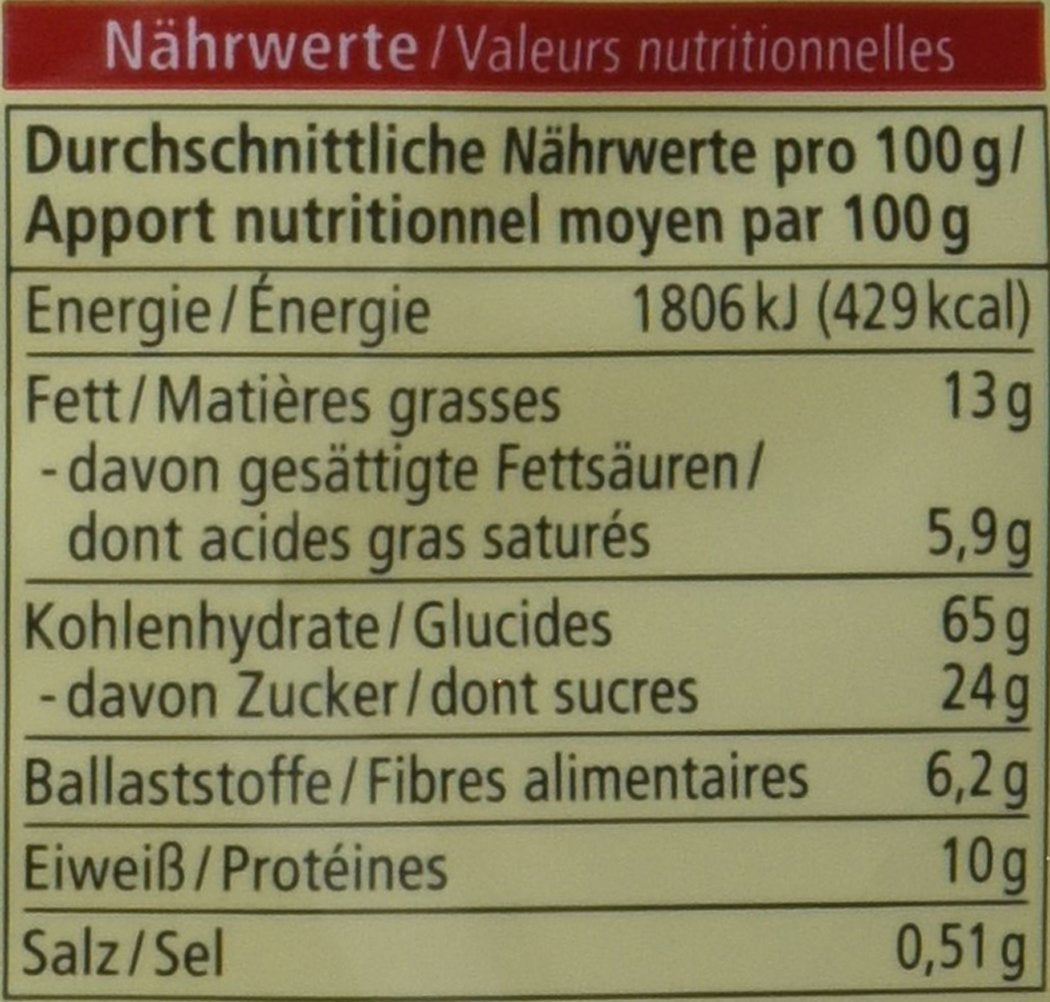 Nährwerte / Valeurs nutritionnelles
Durchschnittliche Nährwerte pro 100 g /
Apport nutritionnel moyen par 100 g
Energie / Énergie 1806 kJ (429 kcal)
Fett / Matières grasses 13 g
- davon gesättigte Fettsäuren /
dont acides gras saturés 5,9 g
Kohlenhydrate / Glucides 65 g
- davon Zucker / dont sucres 24 g
Ballaststoffe / Fibres alimentaires 6,2 g
Eiweiß / Protéines 10 g
Salz / Sel 0,51 g